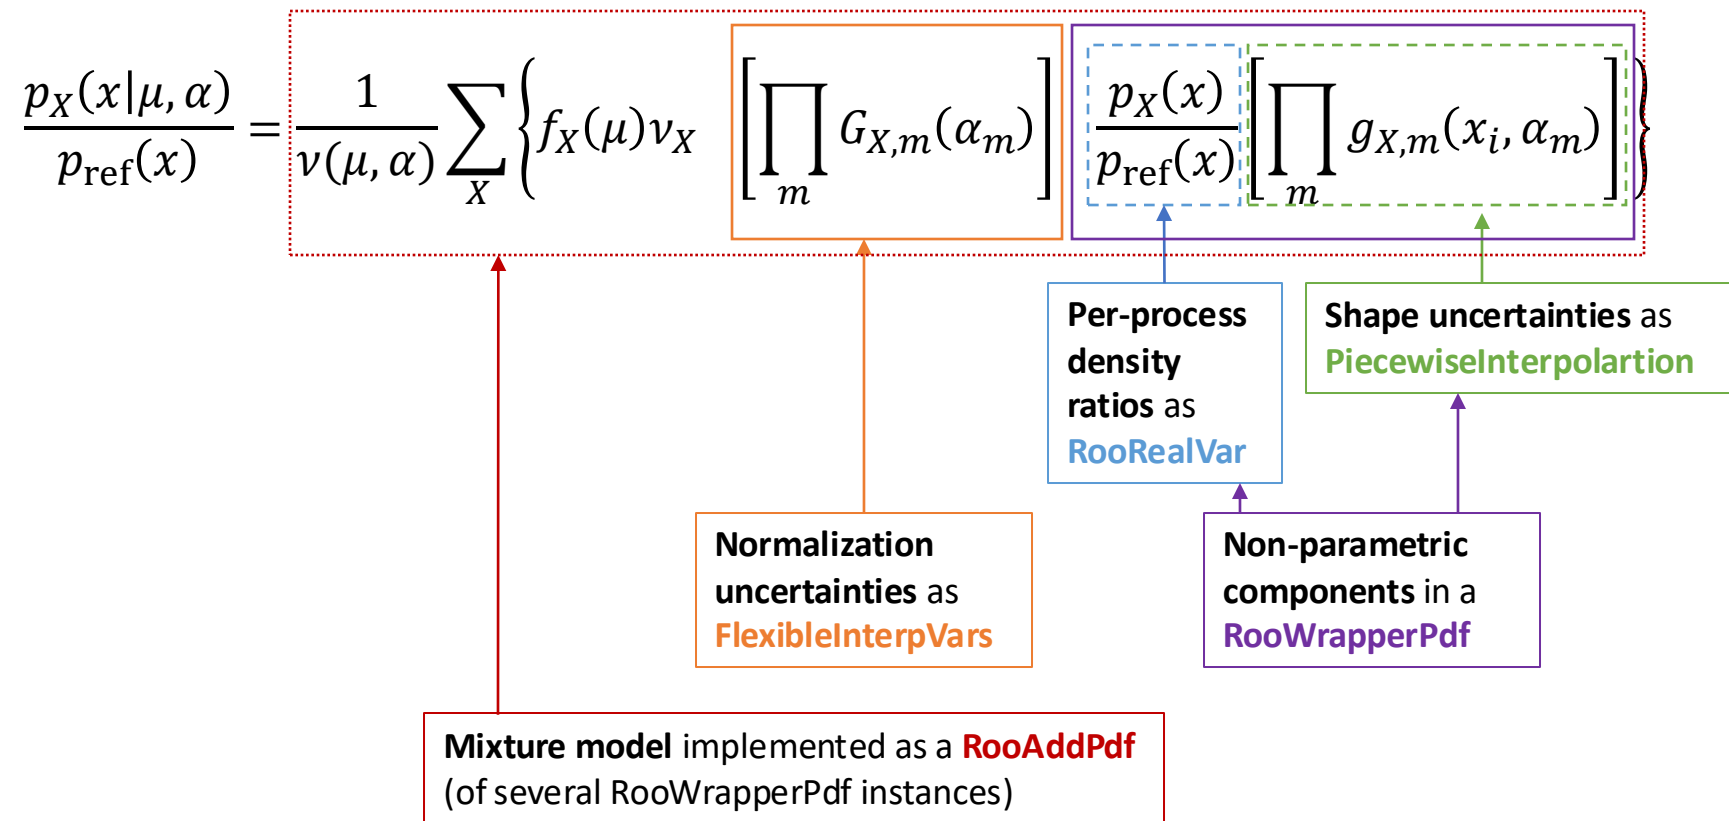 p_X(x|μ, α) / p_ref(x) = 1 / ν(μ, α) ∑_X { f_X(μ)ν_X [∏_m G_{X,m}(α_m)] p_X(x) / p_ref(x) [∏_m g_{X,m}(x_i, α_m)] }
Per-process
density
ratios as
RooRealVar
Shape uncertainties as
PiecewiseInterpolartion
Normalization
uncertainties as
FlexibleInterpVars
Non-parametric
components in a
RooWrapperPdf
Mixture model implemented as a RooAddPdf
(of several RooWrapperPdf instances)